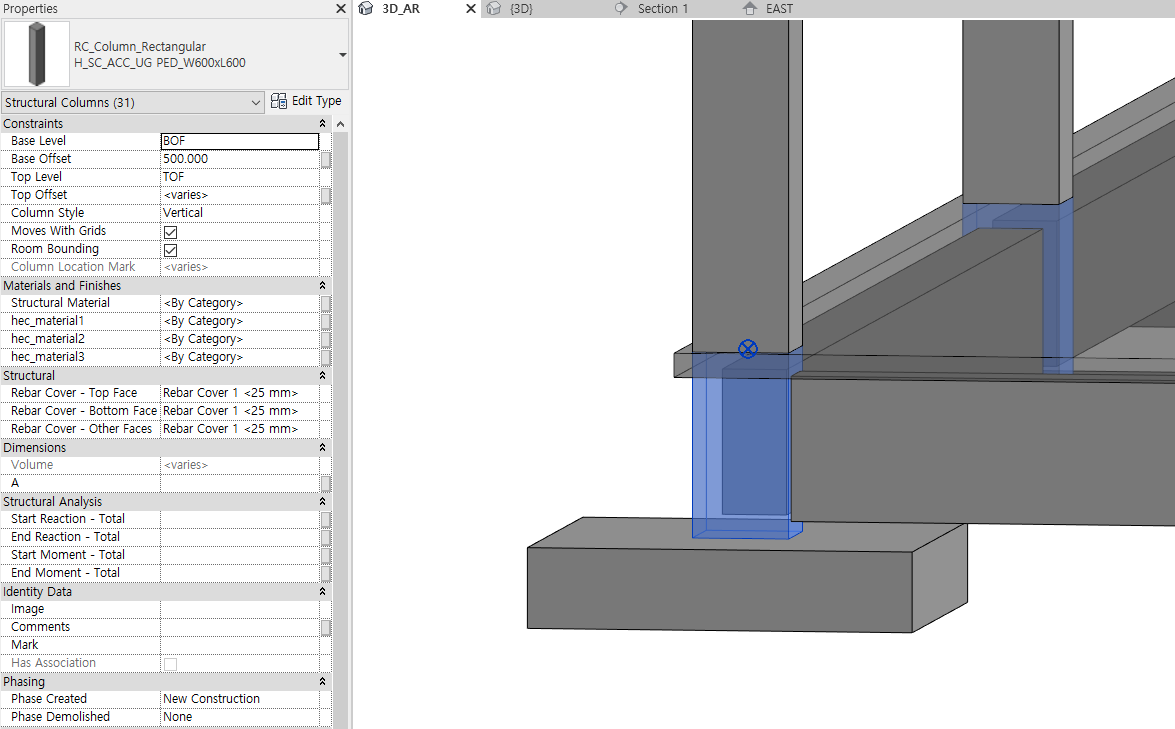 Properties
3D_AR
{3D}
Section 1
EAST
RC_Column_Rectangular
H_SC_ACC_UG PED_W600xL600
Structural Columns (31)
Edit Type
Constraints
Base Level BOF
Base Offset 500.000
Top Level TOF
Top Offset <varies>
Column Style Vertical
Moves With Grids
Room Bounding
Column Location Mark <varies>
Materials and Finishes
Structural Material <By Category>
hec_material1 <By Category>
hec_material2 <By Category>
hec_material3 <By Category>
Structural
Rebar Cover - Top Face Rebar Cover 1 <25 mm>
Rebar Cover - Bottom Face Rebar Cover 1 <25 mm>
Rebar Cover - Other Faces Rebar Cover 1 <25 mm>
Dimensions
Volume <varies>
A
Structural Analysis
Start Reaction - Total
End Reaction - Total
Start Moment - Total
End Moment - Total
Identity Data
Image
Comments
Mark
Has Association
Phasing
Phase Created New Construction
Phase Demolished None